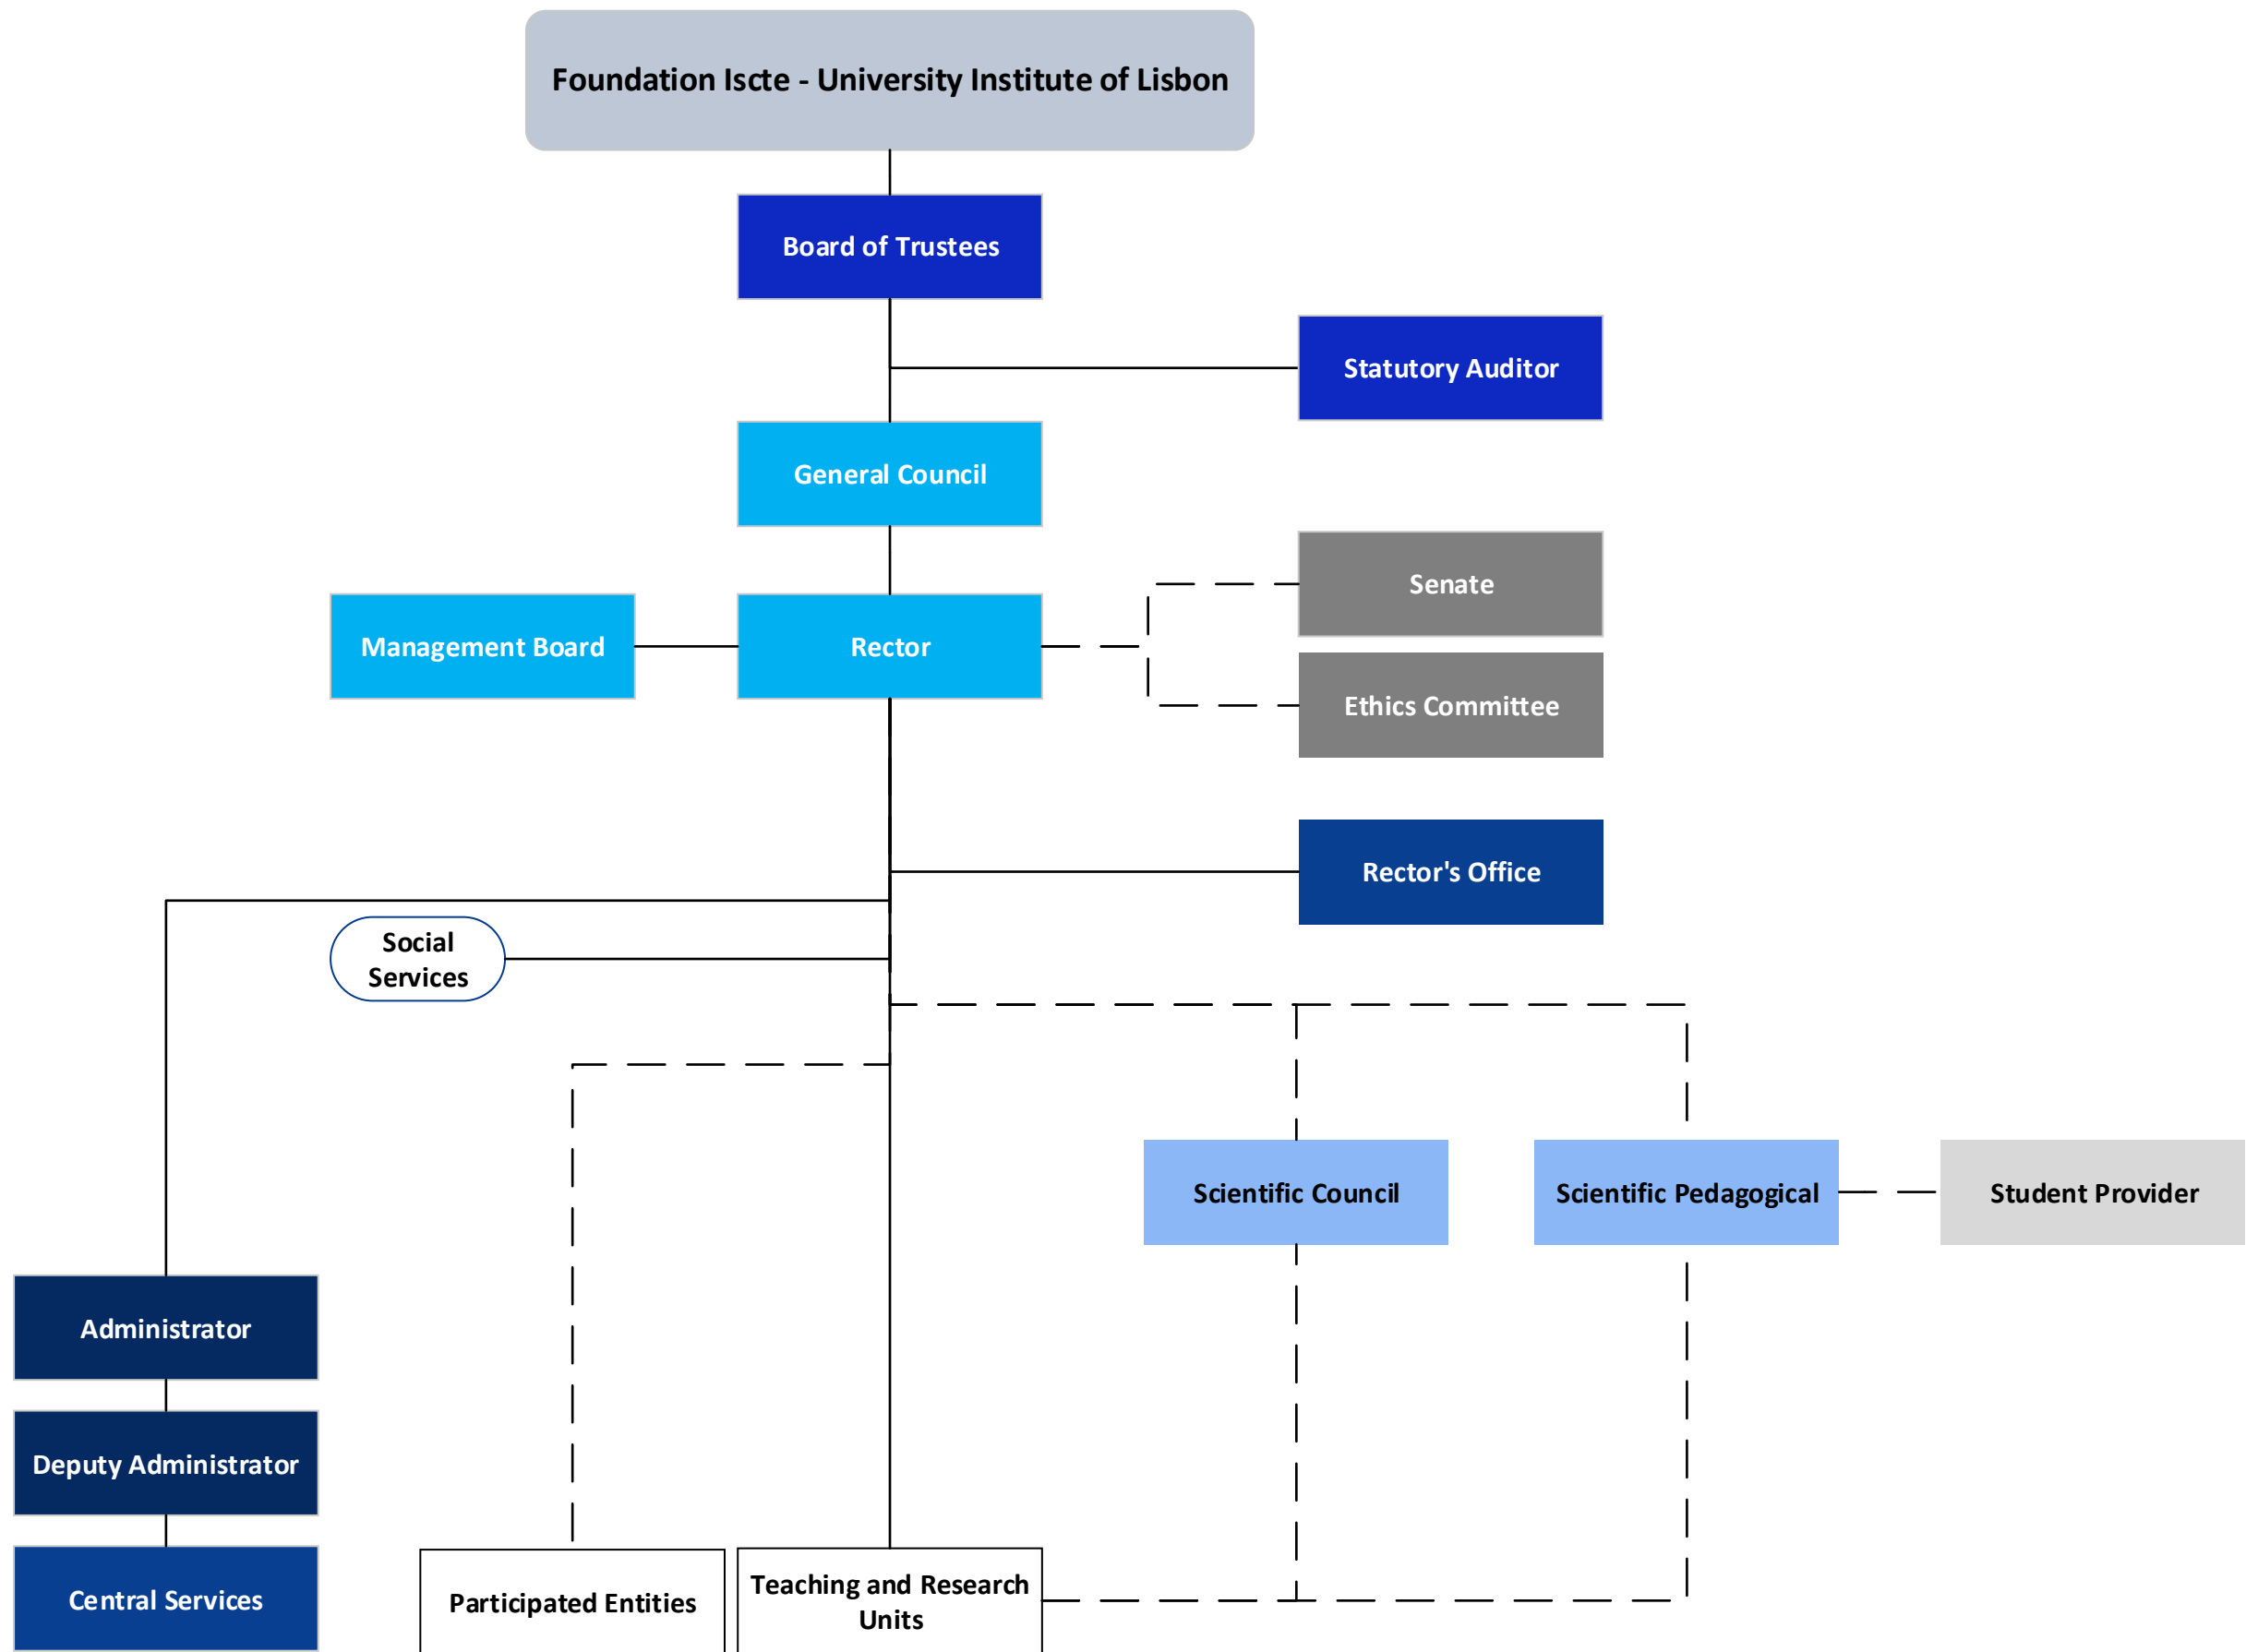 Foundation Iscte - University Institute of Lisbon
Board of Trustees
Statutory Auditor
General Council
Senate
Management Board
Rector
Ethics Committee
Rector's Office
Social
Services
Scientific Council
Scientific Pedagogical
Student Provider
Administrator
Deputy Administrator
Central Services
Participated Entities
Teaching and Research
Units